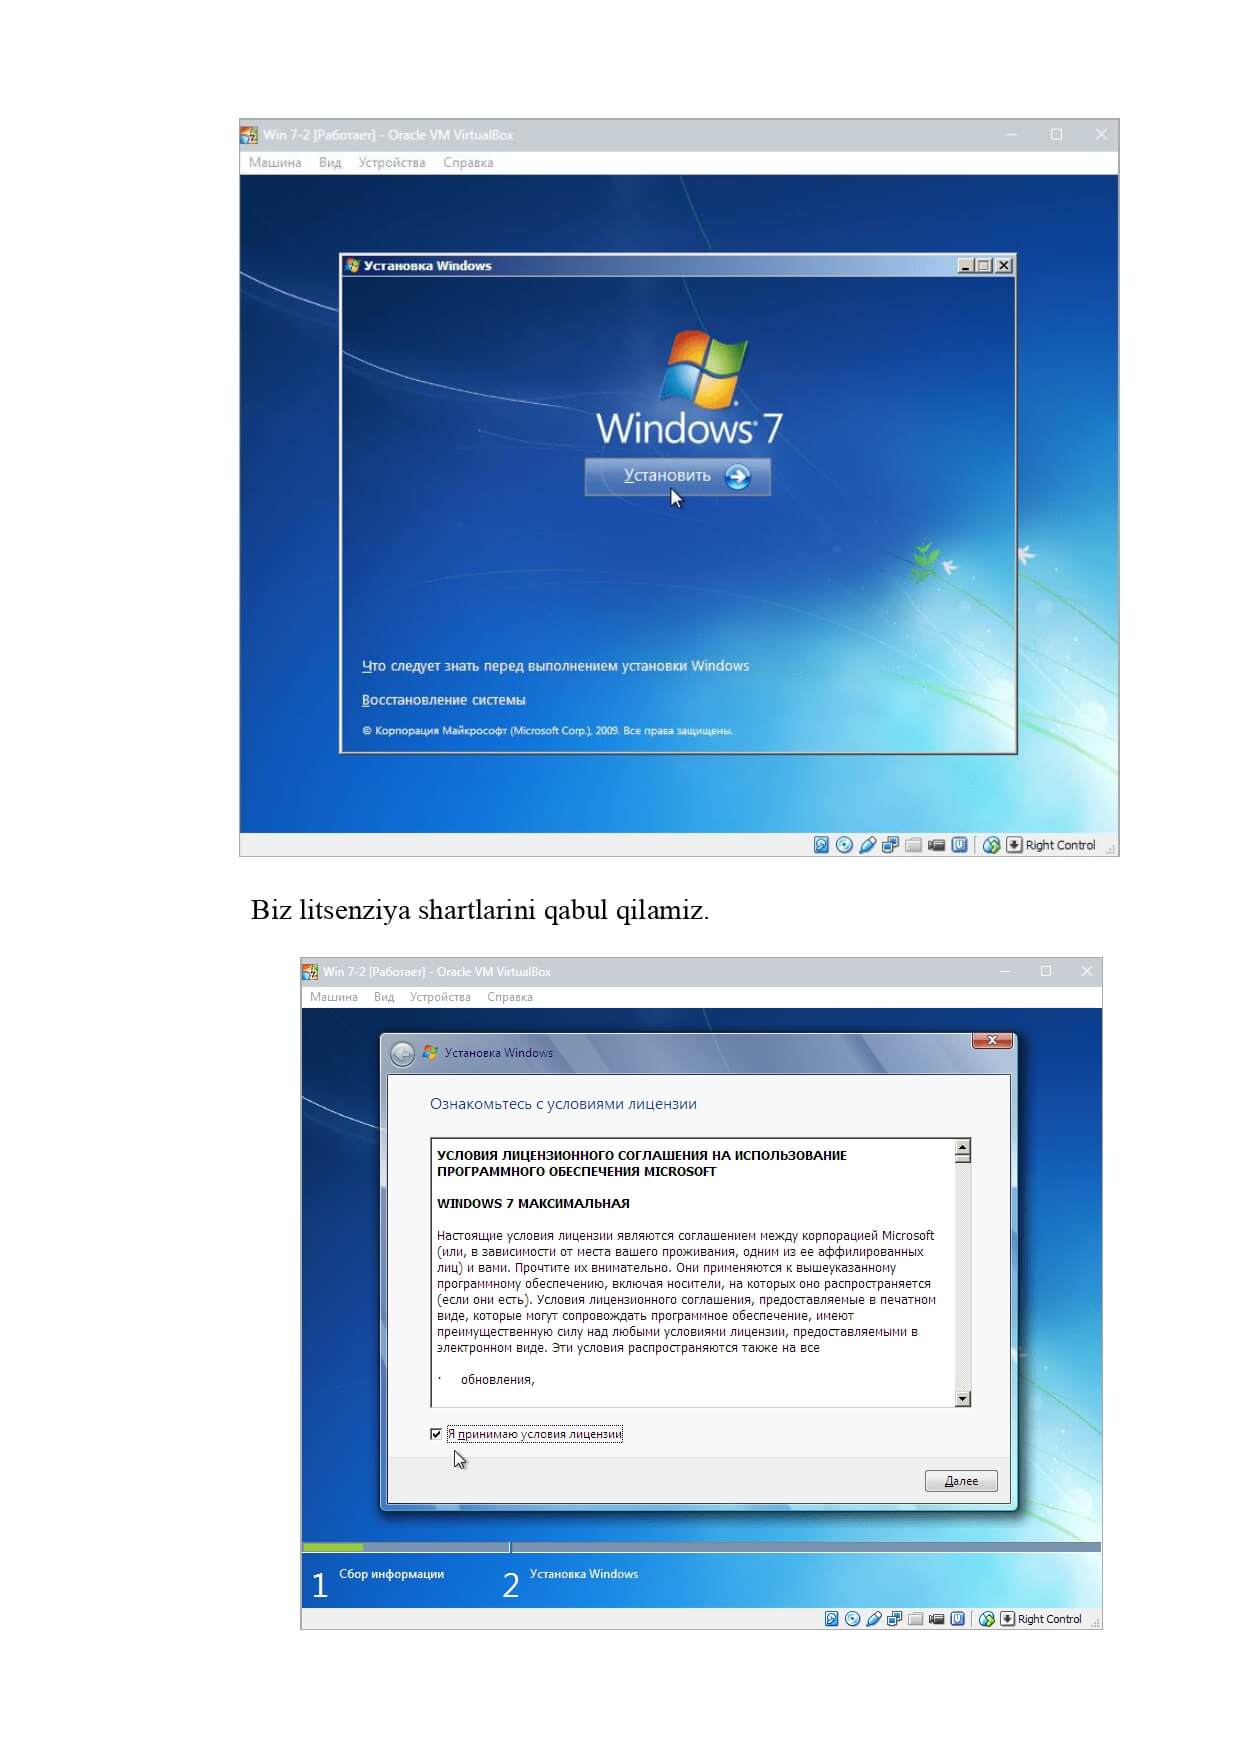 Win 7-2 [Работает] - Oracle VM VirtualBox
Машина Вид Устройства Справка
Установка Windows
Windows 7
Установить
Что следует знать перед выполнением установки Windows
Восстановление системы
© Корпорация Майкрософт (Microsoft Corp.), 2009. Все права защищены.
Right Control
Biz litsenziya shartlarini qabul qilamiz.
Win 7-2 [Работает] - Oracle VM VirtualBox
Машина Вид Устройства Справка
Установка Windows
Ознакомьтесь с условиями лицензии
УСЛОВИЯ ЛИЦЕНЗИОННОГО СОГЛАШЕНИЯ НА ИСПОЛЬЗОВАНИЕ
ПРОГРАММНОГО ОБЕСПЕЧЕНИЯ MICROSOFT
WINDOWS 7 МАКСИМАЛЬНАЯ
Настоящие условия лицензии являются соглашением между корпорацией Microsoft
(или, в зависимости от места вашего проживания, одним из ее аффилированных
лиц) и вами. Прочтите их внимательно. Они применяются к вышеуказанному
программному обеспечению, включая носители, на которых оно распространяется
(если они есть). Условия лицензионного соглашения, предоставляемые в печатном
виде, которые могут сопровождать программное обеспечение, имеют
преимущественную силу над любыми условиями лицензии, предоставляемыми в
электронном виде. Эти условия распространяются также на все
· обновления,
Я принимаю условия лицензии
Далее
1 Сбор информации 2 Установка Windows
Right Control